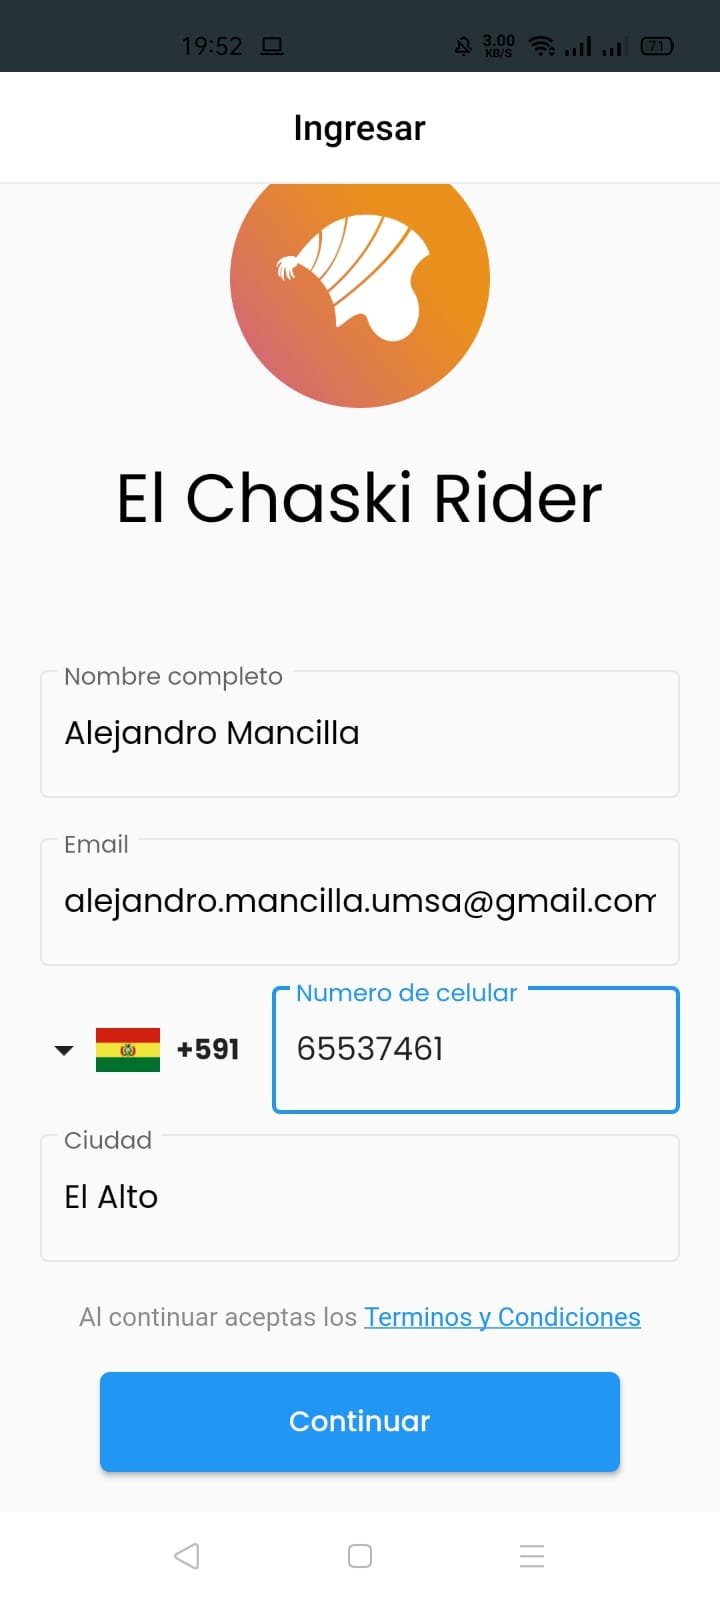 19:52 3.00 KB/S 71
Ingresar
El Chaski Rider
Nombre completo
Alejandro Mancilla
Email
alejandro.mancilla.umsa@gmail.com
Numero de celular
+591 65537461
Ciudad
El Alto
Al continuar aceptas los Terminos y Condiciones
Continuar